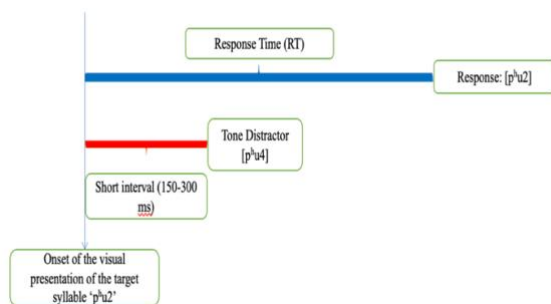 Response Time (RT)
Response: [pʰu2]
Tone Distractor
[pʰu4]
Short interval (150-300
ms)
Onset of the visual
presentation of the target
syllable ‘pʰu2’